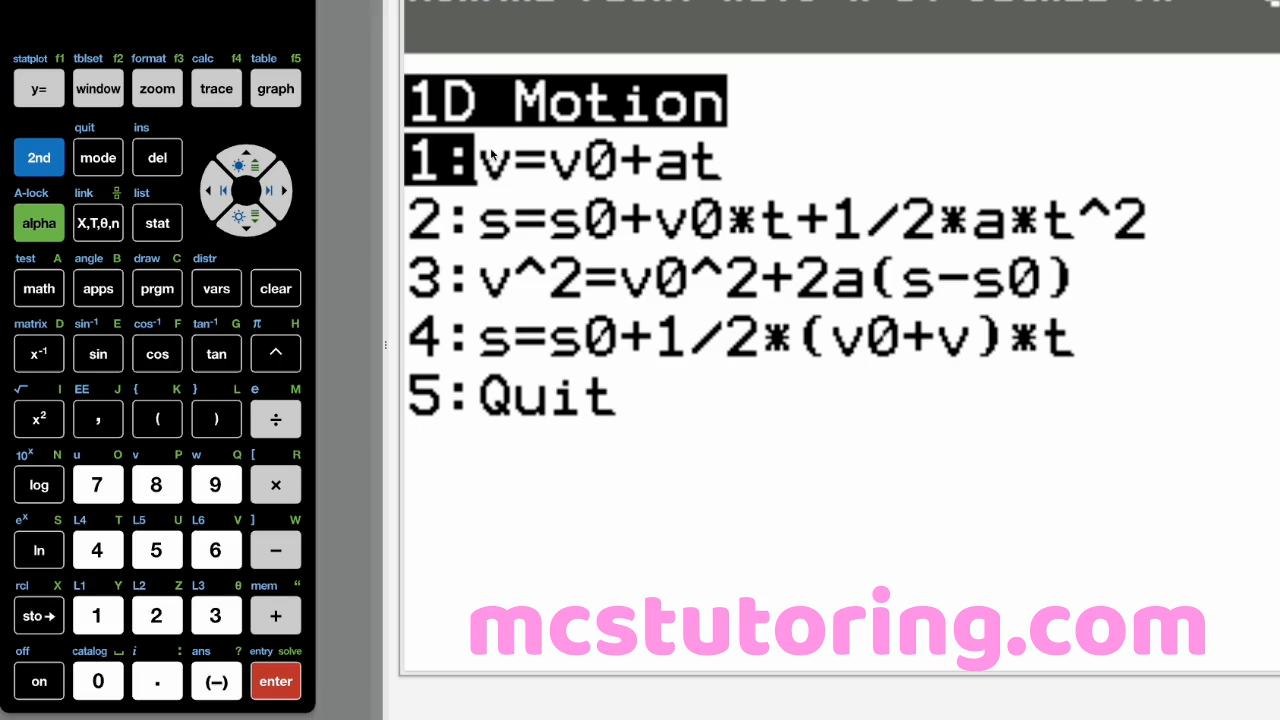 1D Motion
1:v=v0+at
2:s=s0+v0*t+1/2*a*t^2
3:v^2=v0^2+2a(s-s0)
4:s=s0+1/2*(v0+v)*t
5:Quit
mcstutoring.com
statplot f1 tblset f2 format f3 calc f4 table f5
y= window zoom trace graph
quit ins
2nd mode del
A-lock link list
alpha X,T,θ,n stat
test A angle B draw C distr
math apps prgm vars clear
matrix D sin-1 E cos-1 F tan-1 G π H
x-1 sin cos tan ^
√ I EE J { K } L e M
x2 , ( ) ÷
10x N u O v P w Q [ R
log 7 8 9 ×
ex S L4 T L5 U L6 V ] W
ln 4 5 6 −
rcl X L1 Y L2 Z L3 θ mem “
sto→ 1 2 3 +
off catalog i : ans ? entry solve
on 0 . (−) enter